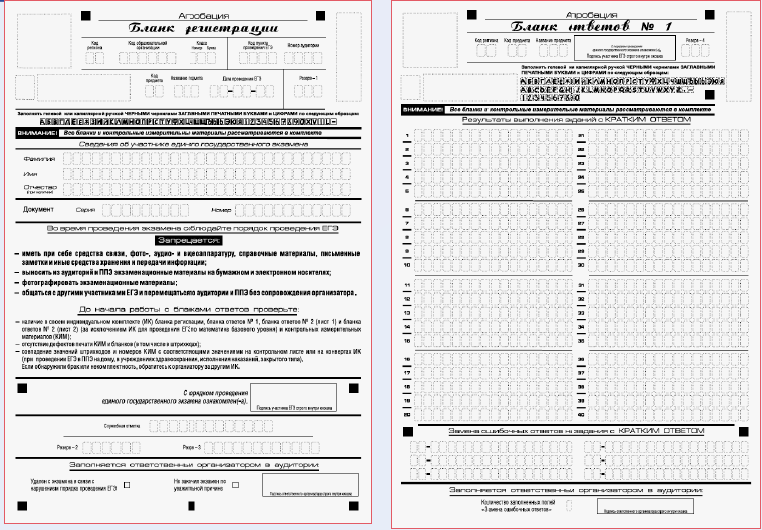 Апробация
Бланк регистрации
Код региона
Код образовательной организации
Класс Номер Буква
Код пункта проведения ЕГЭ
Номер аудитории
Код предмета
Название предмета
Дата проведения ЕГЭ
Резерв - 1
Заполнять гелевой или капиллярной ручкой ЧЕРНЫМИ чернилами ЗАГЛАВНЫМИ ПЕЧАТНЫМИ БУКВАМИ и ЦИФРАМИ по следующим образцам:
ВНИМАНИЕ! Все бланки и контрольные измерительные материалы рассматриваются в комплекте
Сведения об участнике единого государственного экзамена
Фамилия
Имя
Отчество
(при наличии)
Документ Серия Номер
Во время проведения экзамена соблюдайте порядок проведения ЕГЭ
Запрещается:
– иметь при себе средства связи, фото-, аудио- и видеоаппаратуру, справочные материалы, письменные
заметки и иные средства хранения и передачи информации;
– выносить из аудиторий и ППЭ экзаменационные материалы на бумажном и электронном носителях;
– фотографировать экзаменационные материалы;
– общаться с другими участниками ЕГЭ и перемещаться по аудитории и ППЭ без сопровождения организатора.
До начала работы с бланками ответов проверьте:
– наличие в своем индивидуальном комплекте (ИК) бланка регистрации, бланка ответов № 1, бланка ответов № 2 (лист 1) и бланка
ответов № 2 (лист 2) (за исключением ИК для проведения ЕГЭ по математике базового уровня) и контрольных измерительных
материалов (КИМ);
– отсутствие дефектов печати КИМ и бланков (в том числе и штрихкодов);
– совпадение значений штрихкодов и номеров КИМ с соответствующими значениями на контрольном листе или на конвертах ИК
(при проведении ЕГЭ в ППЭ на дому, в учреждениях здравоохранения, исполнения наказаний, закрытого типа).
Если обнаружили брак или некомплектность, обратитесь к организатору за другим ИК.
С порядком проведения
единого государственного экзамена ознакомлен(-а).
Подпись участника ЕГЭ строго внутри окошка
Служебная отметка
Резерв - 2
Резерв - 3
Заполняется ответственным организатором в аудитории:
Удален с экзамена в связи с
нарушением порядка проведения ЕГЭ
Не закончил экзамен по
уважительной причине
Подпись ответственного организатора строго внутри окошка
Апробация
Бланк ответов № 1
Код региона
Код предмета
Название предмета
Подпись участника ЕГЭ строго внутри окошка
Резерв - 4
Заполнять гелевой или капиллярной ручкой ЧЕРНЫМИ чернилами ЗАГЛАВНЫМИ
ПЕЧАТНЫМИ БУКВАМИ и ЦИФРАМИ по следующим образцам:
ВНИМАНИЕ! Все бланки и контрольные измерительные материалы рассматриваются в комплекте
Результаты выполнения заданий с КРАТКИМ ОТВЕТОМ
1 21
2 22
3 23
4 24
5 25
6 26
7 27
8 28
9 29
10 30
11 31
12 32
13 33
14 34
15 35
16 36
17 37
18 38
19 39
20 40
Замена ошибочных ответов на задания с КРАТКИМ ОТВЕТОМ
Заполняется ответственным организатором в аудитории:
Количество заполненных полей
«Замена ошибочных ответов»
Подпись ответственного организатора строго внутри окошка